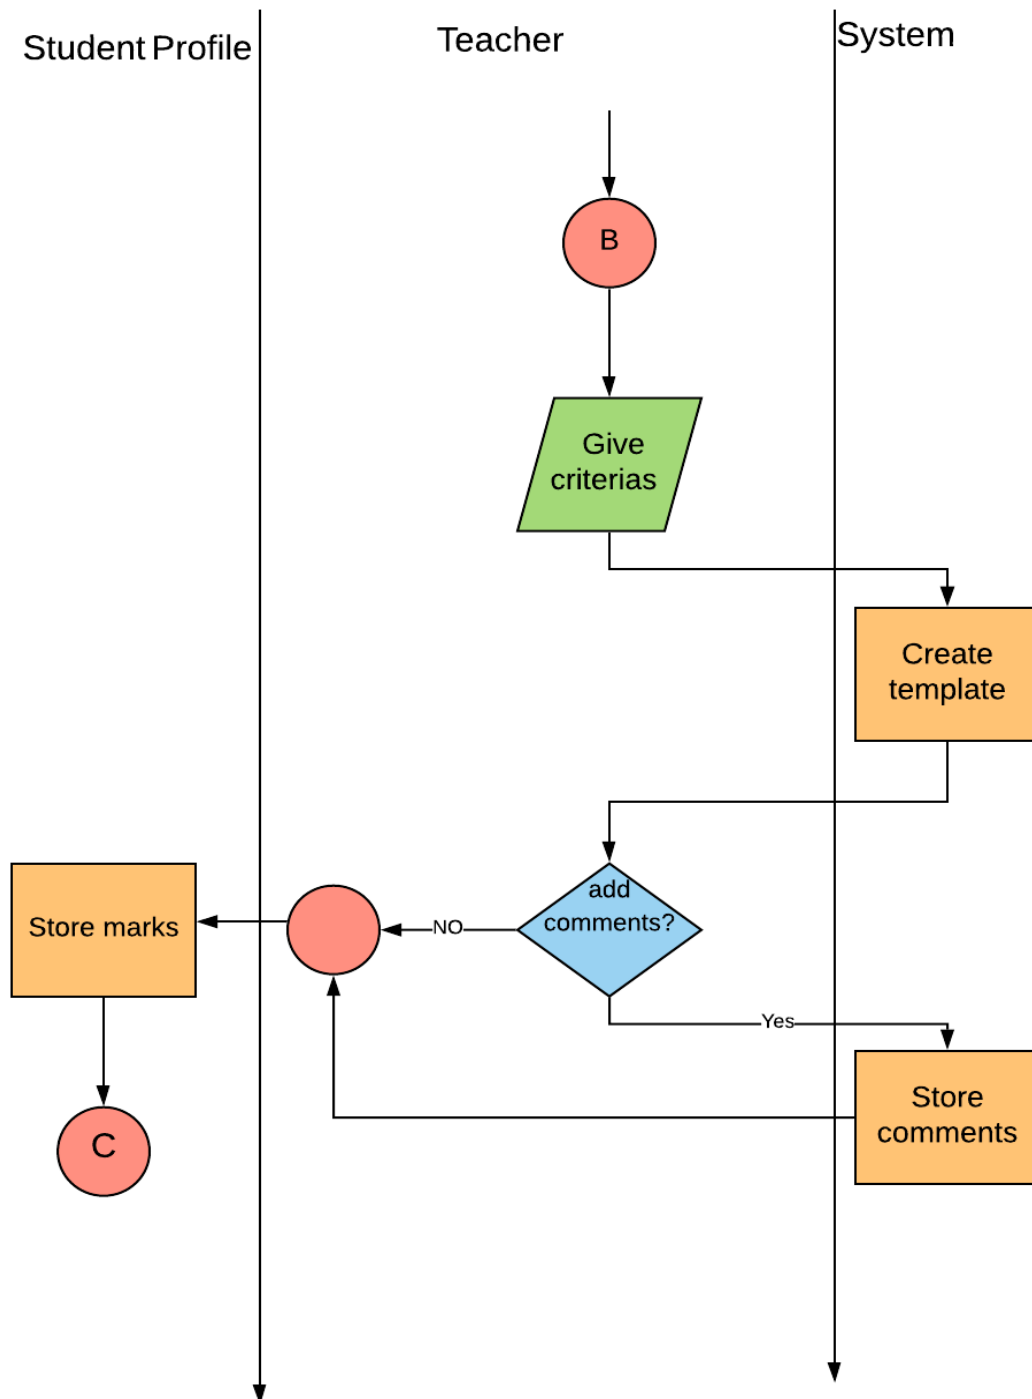 Student Profile
Teacher
System
B
Give
criterias
Create
template
add
comments?
NO
Store marks
Yes
Store
comments
C